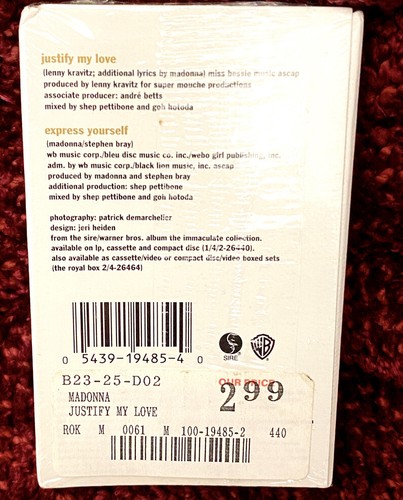 justify my love
(lenny kravitz; additional lyrics by madonna) miss bessie music ascap
produced by lenny kravitz for super mouche productions
associate producer: andré betts
mixed by shep pettibone and goh hotoda
express yourself
(madonna/stephen bray)
wb music corp./bleu disc music co. inc./webo girl publishing, inc.
adm. by wb music corp./black lion music, inc. ascap
produced by madonna and stephen bray
additional production: shep pettibone
mixed by shep pettibone and goh hotoda
photography: patrick demarchelier
design: jeri heiden
from the sire/warner bros. album the immaculate collection.
available on lp, cassette and compact disc (1/4/2-26440).
also available as cassette/video or compact disc/video boxed sets
(the royal box 2/4-26464)
0 5439-19485-4 0
SIRE
WB
B23-25-D02
OUR PRICE
2 99
MADONNA
JUSTIFY MY LOVE
ROK M 0061 M 100-19485-2 440